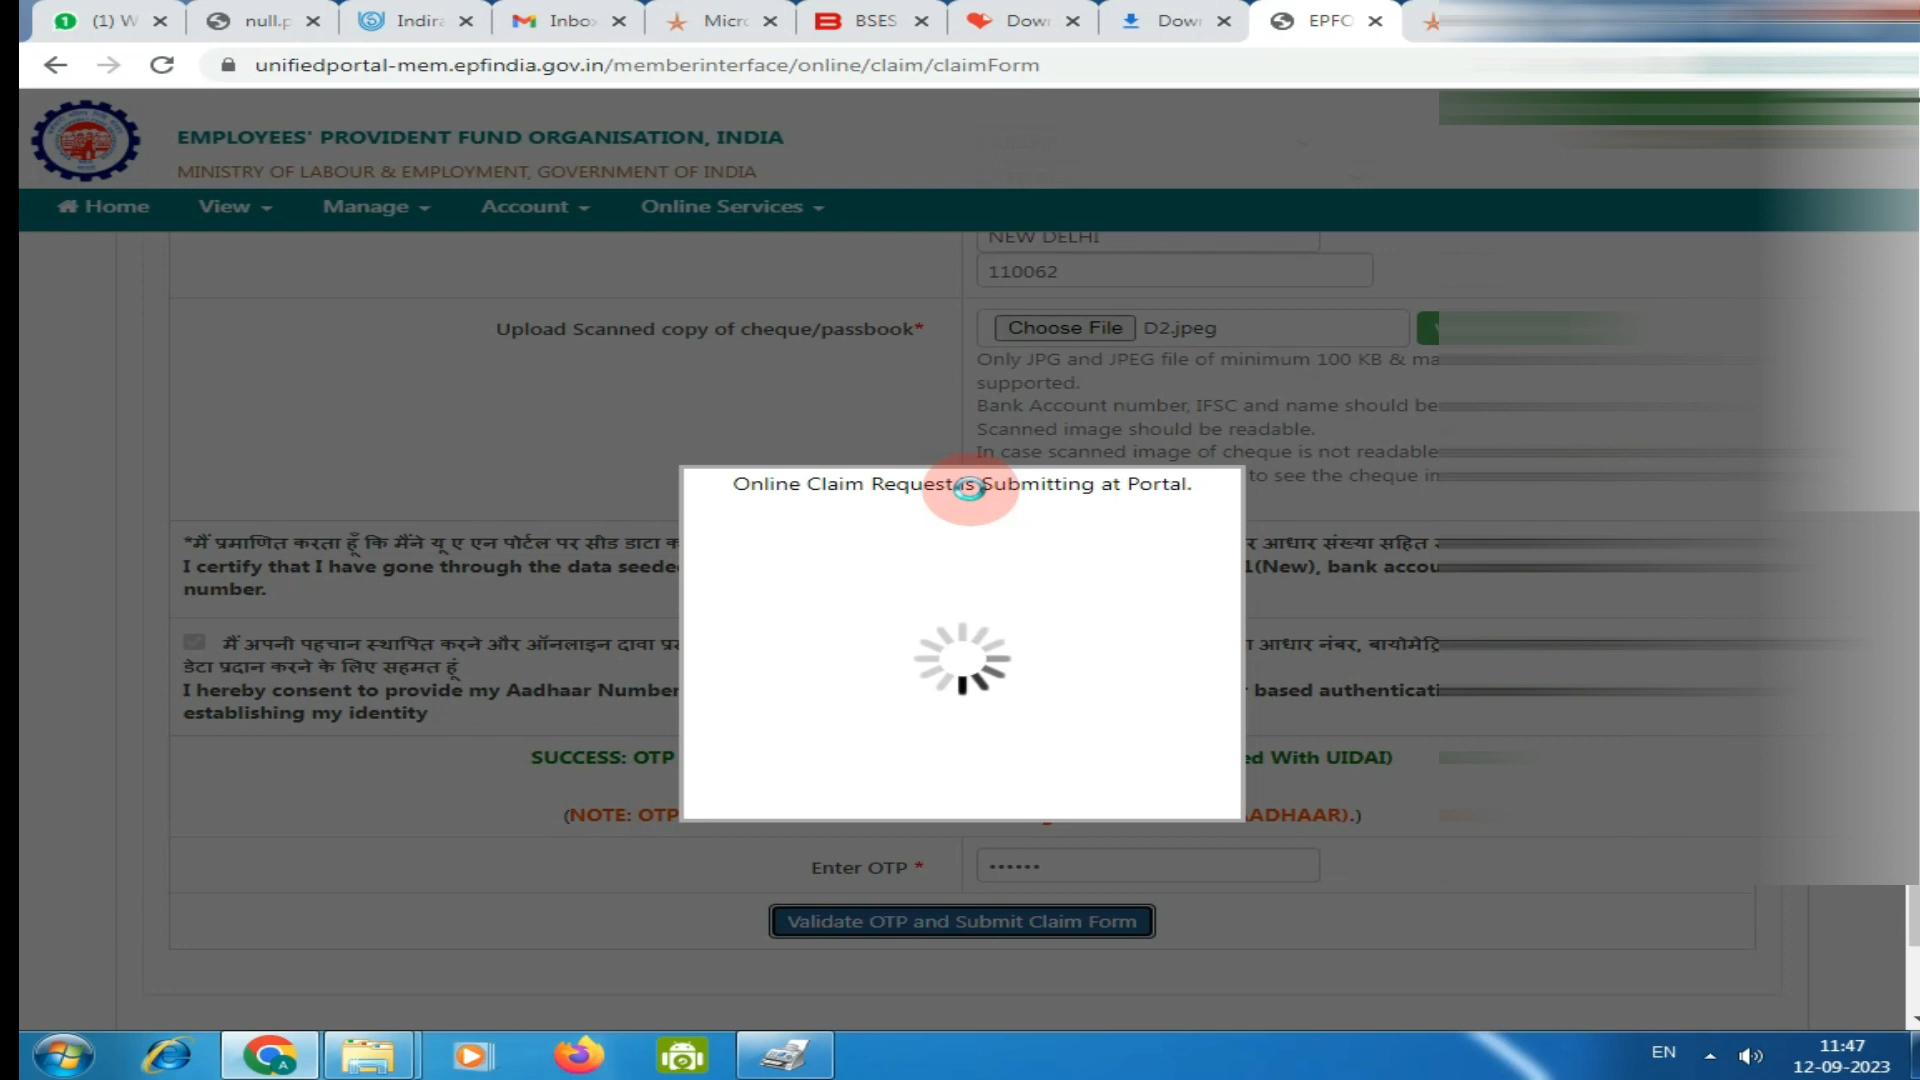 (1) W
null.p
Indira
Inbo
Micro
BSES
Down
Down
EPFO
unifiedportal-mem.epfindia.gov.in/memberinterface/online/claim/claimForm
EMPLOYEES' PROVIDENT FUND ORGANISATION, INDIA
MINISTRY OF LABOUR & EMPLOYMENT, GOVERNMENT OF INDIA
Home View Manage Account Online Services
NEW DELHI
110062
Upload Scanned copy of cheque/passbook*
Choose File D2.jpeg
Only JPG and JPEG file of minimum 100 KB & ma
supported.
Bank Account number, IFSC and name should be
Scanned image should be readable.
In case scanned image of cheque is not readable
to see the cheque im
Online Claim Request is Submitting at Portal.
*मैं प्रमाणित करता हूँ कि मैंने यू ए एन पोर्टल पर सीड डाटा क र आधार संख्या सहित
I certify that I have gone through the data seede 1(New), bank accou
number.
मैं अपनी पहचान स्थापित करने और ऑनलाइन दावा प्र ा आधार नंबर, बायोमेट्रि
डेटा प्रदान करने के लिए सहमत हूं
I hereby consent to provide my Aadhaar Number based authenticati
establishing my identity
SUCCESS: OTP ed With UIDAI)
(NOTE: OTP AADHAAR).)
Enter OTP *
Validate OTP and Submit Claim Form
EN
11:47
12-09-2023